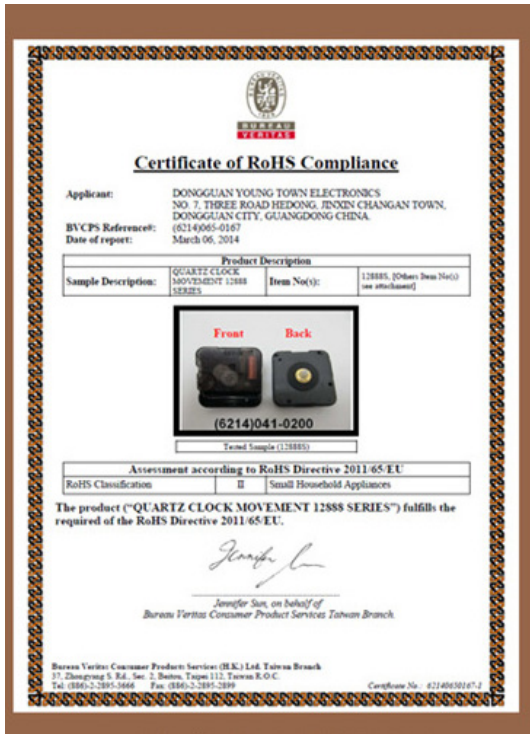 BUREAU
VERITAS
Certificate of RoHS Compliance
Applicant: DONGGUAN YOUNG TOWN ELECTRONICS
NO. 7, THREE ROAD HEDONG, JINXIN CHANGAN TOWN,
DONGGUAN CITY, GUANGDONG CHINA.
BVCPS Reference#: (6214)065-0167
Date of report: March 06, 2014
Product Description
Sample Description: QUARTZ CLOCK MOVEMENT 12888 SERIES Item No(s): 12888S, [Others Item No(s) see attachment]
Front Back
(6214)041-0200
Tested Sample (12888S)
Assessment according to RoHS Directive 2011/65/EU
RoHS Classification II Small Household Appliances
The product (“QUARTZ CLOCK MOVEMENT 12888 SERIES”) fulfills the
required of the RoHS Directive 2011/65/EU.
Jennifer Sun, on behalf of
Bureau Veritas Consumer Product Services Taiwan Branch.
Bureau Veritas Consumer Products Services (H.K.) Ltd. Taiwan Branch
37, Zhongyang S. Rd., Sec. 2, Beitou, Taipei 112, Taiwan R.O.C.
Tel: (886)-2-2895-3666 Fax: (886)-2-2895-2899 Certificate No.: 62140650167-1